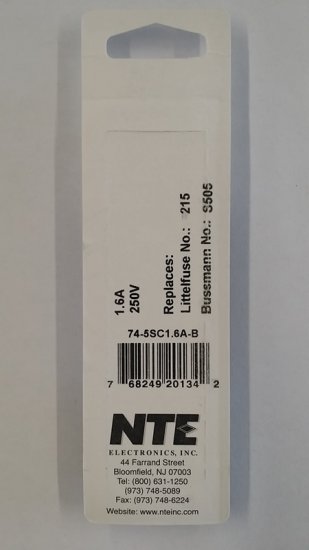 1.6A
250V
Replaces:
Littelfuse No.: 215
Bussmann No.: S505
74-5SC1.6A-B
7 68249 20134 2
NTE
ELECTRONICS, INC.
44 Farrand Street
Bloomfield, NJ 07003
Tel: (800) 631-1250
(973) 748-5089
Fax: (973) 748-6224
Website: www.nteinc.com